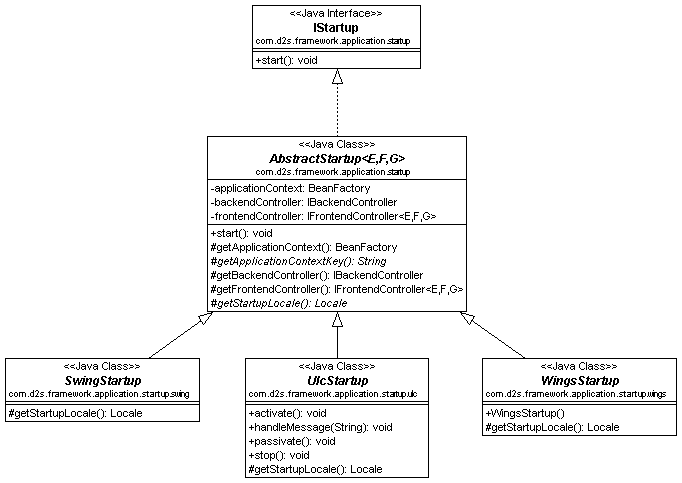 <<Java Interface>>
IStartup
com.d2s.framework.application.startup
+start(): void
<<Java Class>>
AbstractStartup<E,F,G>
com.d2s.framework.application.startup
-applicationContext: BeanFactory
-backendController: IBackendController
-frontendController: IFrontendController<E,F,G>
+start(): void
#getApplicationContext(): BeanFactory
#getApplicationContextKey(): String
#getBackendController(): IBackendController
#getFrontendController(): IFrontendController<E,F,G>
#getStartupLocale(): Locale
<<Java Class>>
SwingStartup
com.d2s.framework.application.startup.swing
#getStartupLocale(): Locale
<<Java Class>>
UlcStartup
com.d2s.framework.application.startup.ulc
+activate(): void
+handleMessage(String): void
+passivate(): void
+stop(): void
#getStartupLocale(): Locale
<<Java Class>>
WingsStartup
com.d2s.framework.application.startup.wings
+WingsStartup()
#getStartupLocale(): Locale